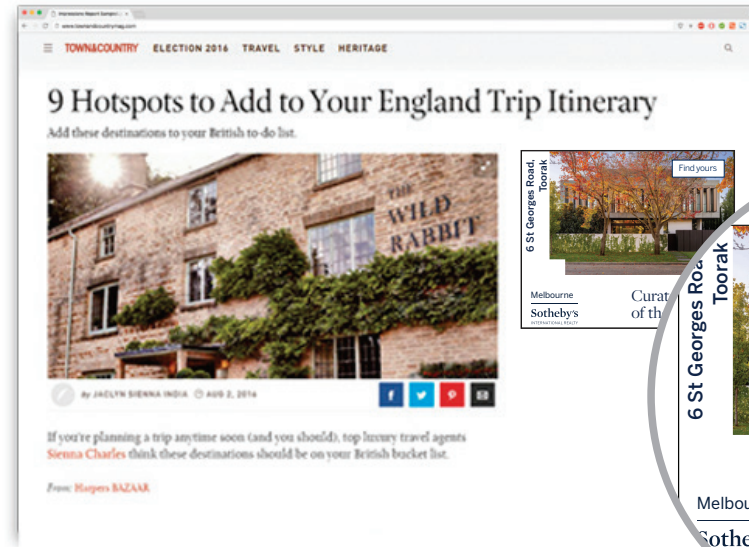 www.townandcountrymag.com
TOWN&COUNTRY ELECTION 2016 TRAVEL STYLE HERITAGE
9 Hotspots to Add to Your England Trip Itinerary
Add these destinations to your British to-do list.
THE
WILD
RABBIT
by JACLYN SIENNA INDIA AUG 2, 2016
If you're planning a trip anytime soon (and you should), top luxury travel agents
Sienna Charles think these destinations should be on your British bucket list.
From: Harpers BAZAAR
6 St Georges Road,
Toorak
Find yours
Melbourne
Sotheby's
INTERNATIONAL REALTY
Curat
of th
6 St Georges Roa
Toorak
Melbou
Sothe